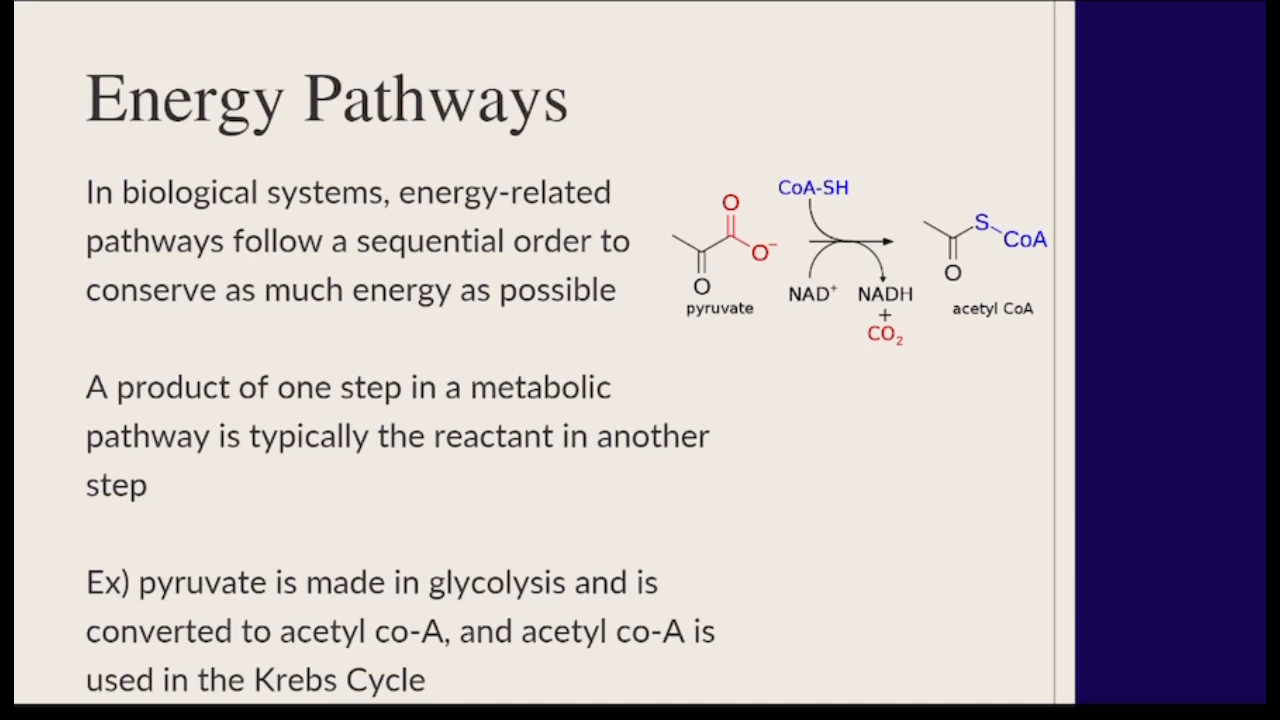 Energy Pathways
In biological systems, energy-related
pathways follow a sequential order to
conserve as much energy as possible
A product of one step in a metabolic
pathway is typically the reactant in another
step
Ex) pyruvate is made in glycolysis and is
converted to acetyl co-A, and acetyl co-A is
used in the Krebs Cycle
CoA-SH
O
O⁻
O
pyruvate
NAD⁺
NADH
+
CO₂
S
CoA
O
acetyl CoA